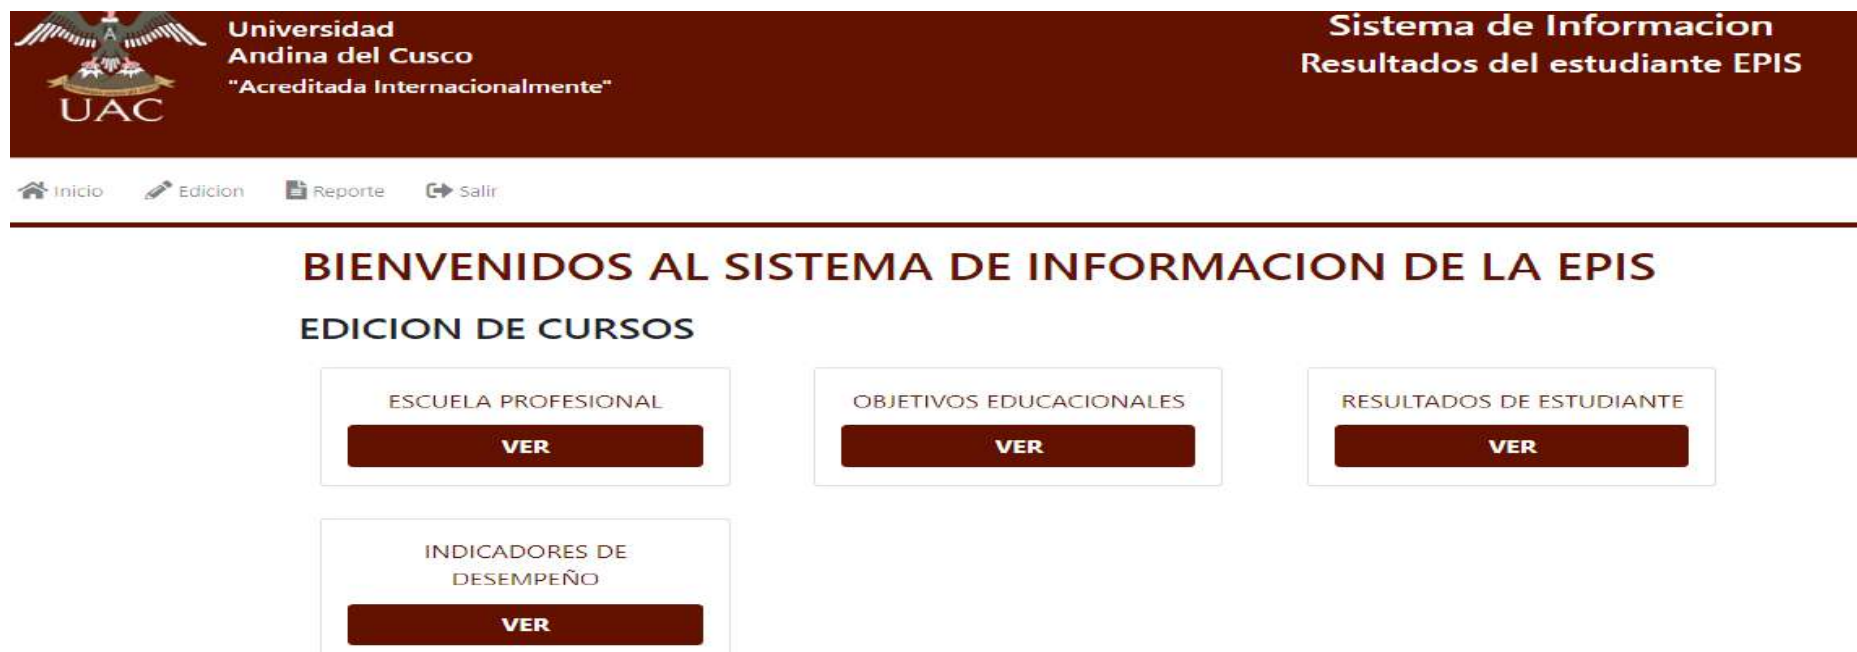 Universidad
Andina del Cusco
"Acreditada Internacionalmente"
UAC
Sistema de Informacion
Resultados del estudiante EPIS
Inicio Edicion Reporte Salir
BIENVENIDOS AL SISTEMA DE INFORMACION DE LA EPIS
EDICION DE CURSOS
ESCUELA PROFESIONAL
VER
OBJETIVOS EDUCACIONALES
VER
RESULTADOS DE ESTUDIANTE
VER
INDICADORES DE
DESEMPEÑO
VER